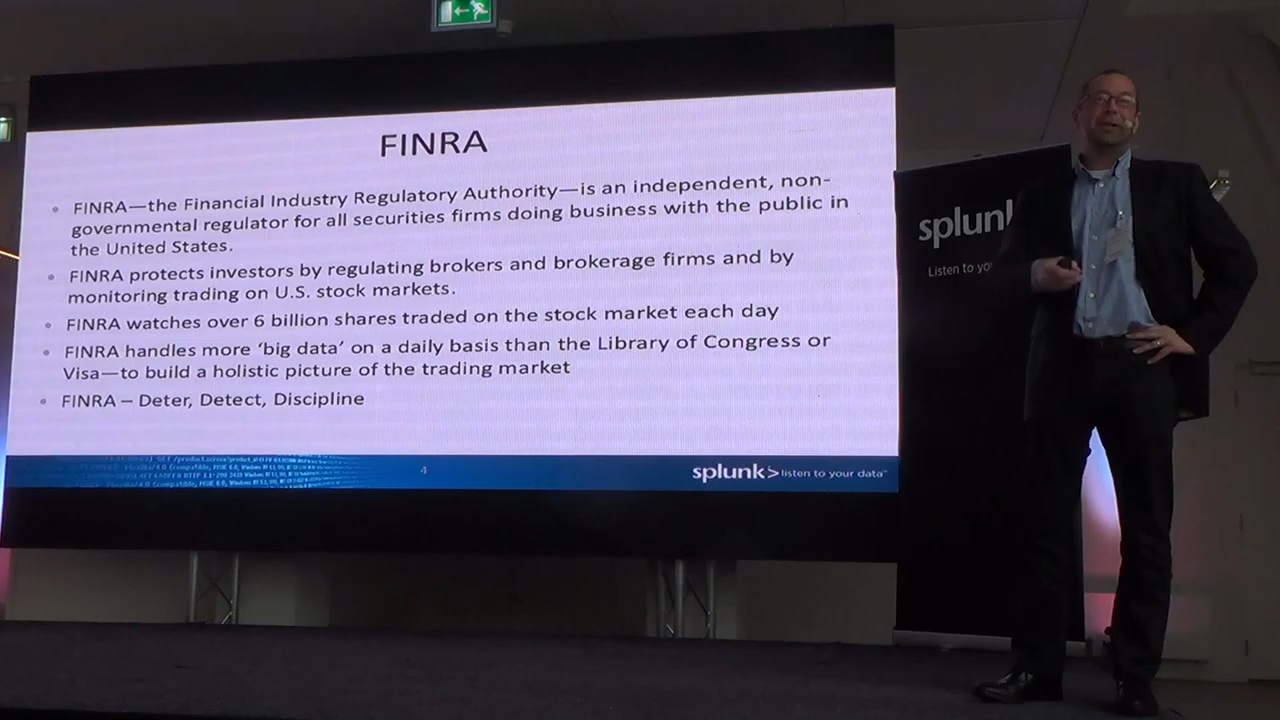 FINRA
FINRA—the Financial Industry Regulatory Authority—is an independent, non-
governmental regulator for all securities firms doing business with the public in
the United States.
FINRA protects investors by regulating brokers and brokerage firms and by
monitoring trading on U.S. stock markets.
FINRA watches over 6 billion shares traded on the stock market each day
FINRA handles more ‘big data’ on a daily basis than the Library of Congress or
Visa—to build a holistic picture of the trading market
FINRA – Deter, Detect, Discipline
4
splunk> listen to your data™
splunk
Listen to yo